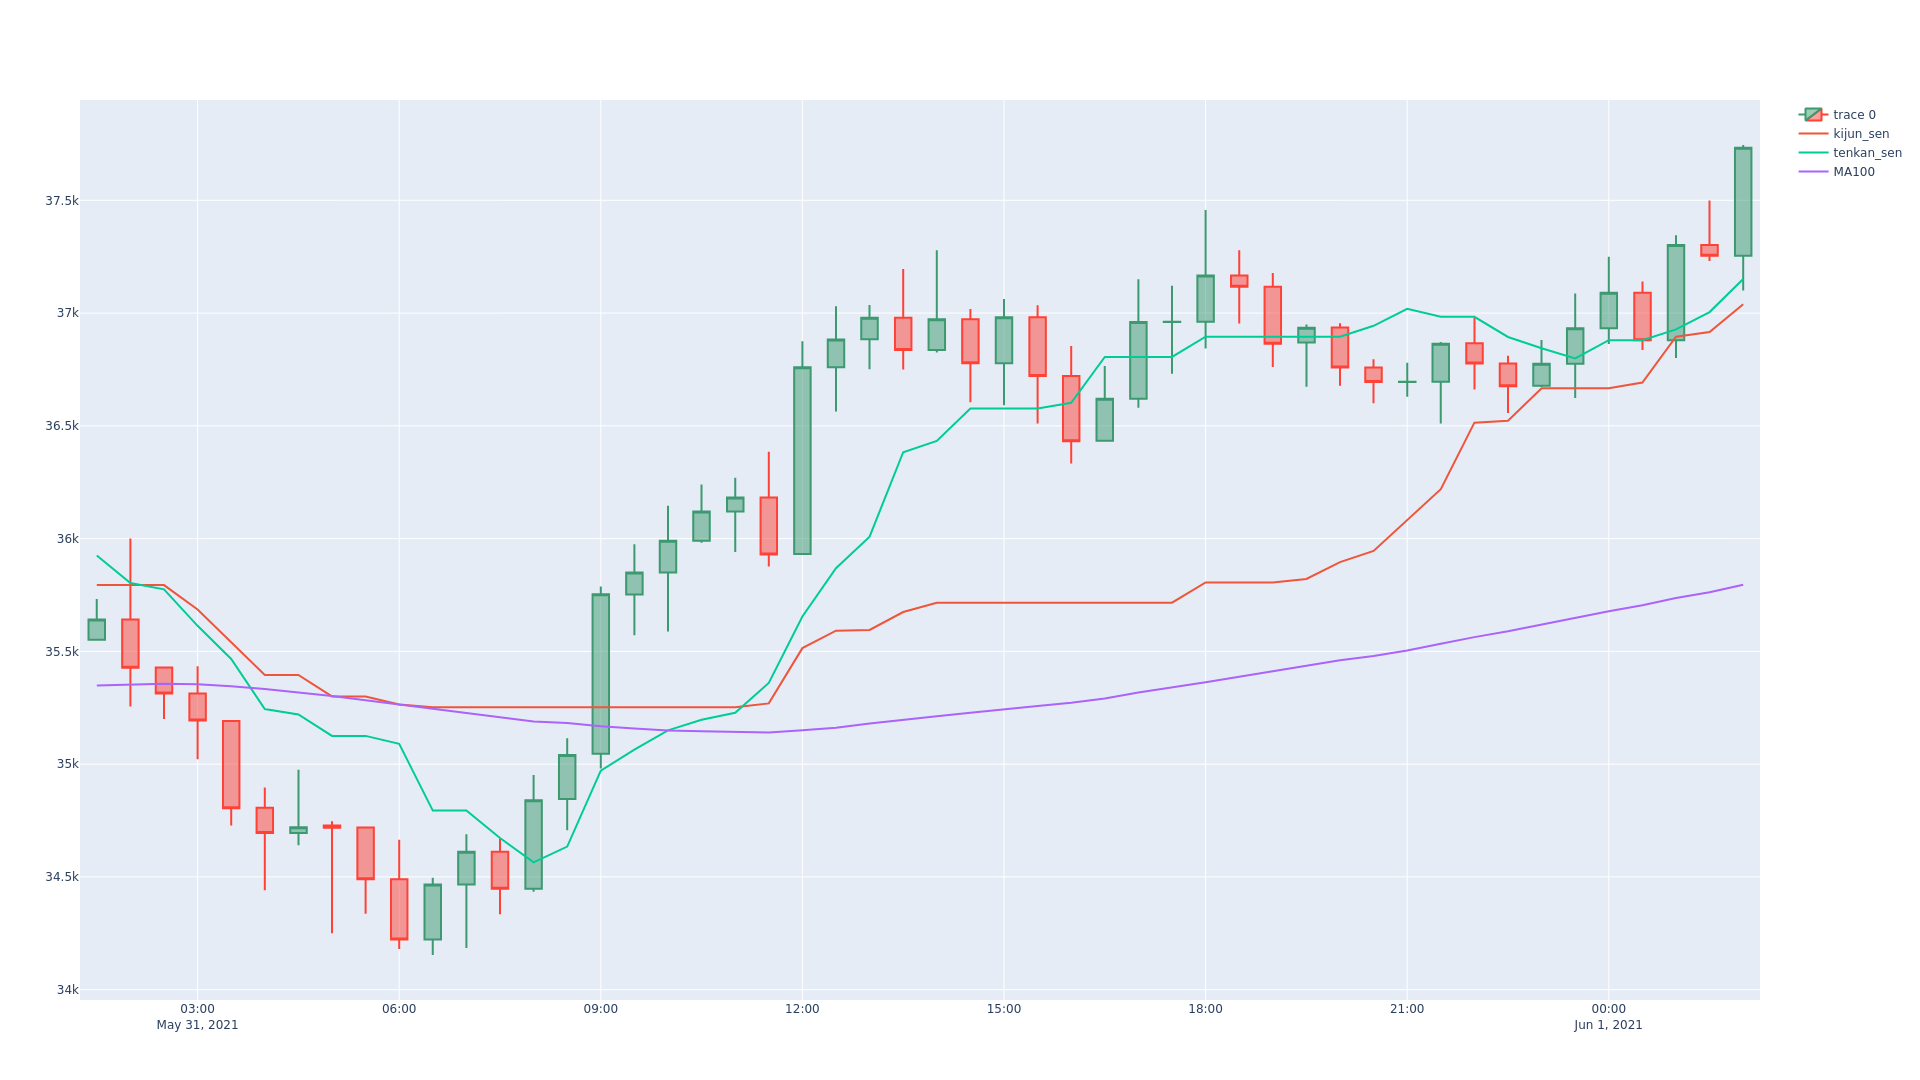 trace 0
kijun_sen
tenkan_sen
MA100
37.5k
37k
36.5k
36k
35.5k
35k
34.5k
34k
03:00 06:00 09:00 12:00 15:00 18:00 21:00 00:00
May 31, 2021 Jun 1, 2021